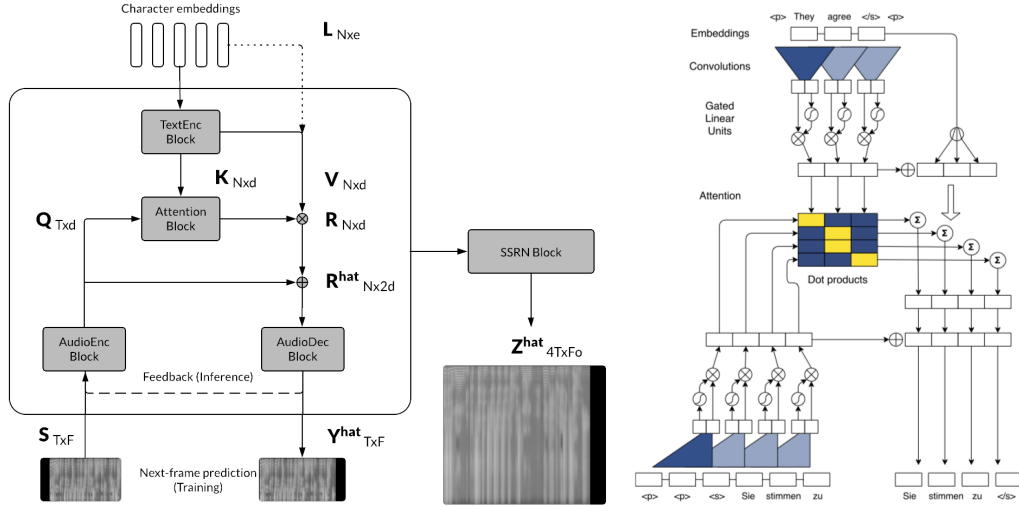 Character embeddings
L Nxe
TextEnc
Block
K Nxd
V Nxd
Q Txd
Attention
Block
R Nxd
R hat Nx2d
AudioEnc
Block
AudioDec
Block
Feedback (Inference)
S TxF
Y hat TxF
Next-frame prediction
(Training)
SSRN Block
Z hat 4TxFo
<p> They agree </s> <p>
Embeddings
Convolutions
Gated
Linear
Units
Attention
Σ
Σ
Σ
Σ
Dot products
<p> <p> <s> Sie stimmen zu
Sie stimmen zu </s>